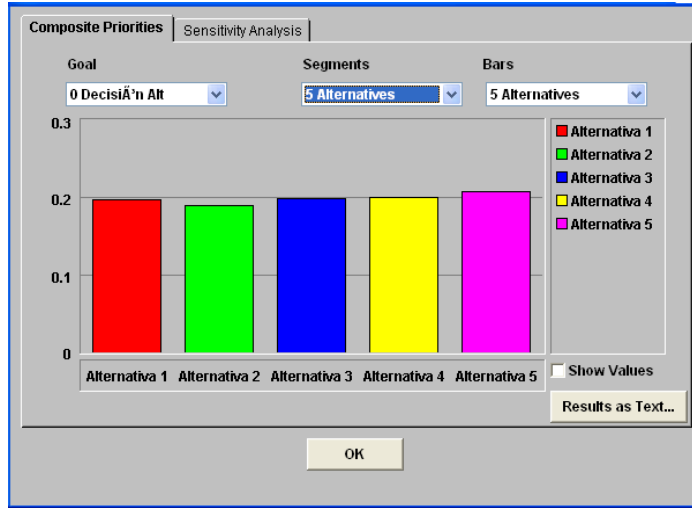 Composite Priorities Sensitivity Analysis
Goal Segments Bars
0 DecisiÄ'n Alt 5 Alternatives 5 Alternatives
0.3
0.2
0.1
0
Alternativa 1
Alternativa 2
Alternativa 3
Alternativa 4
Alternativa 5
Alternativa 1 Alternativa 2 Alternativa 3 Alternativa 4 Alternativa 5
Show Values
Results as Text...
OK